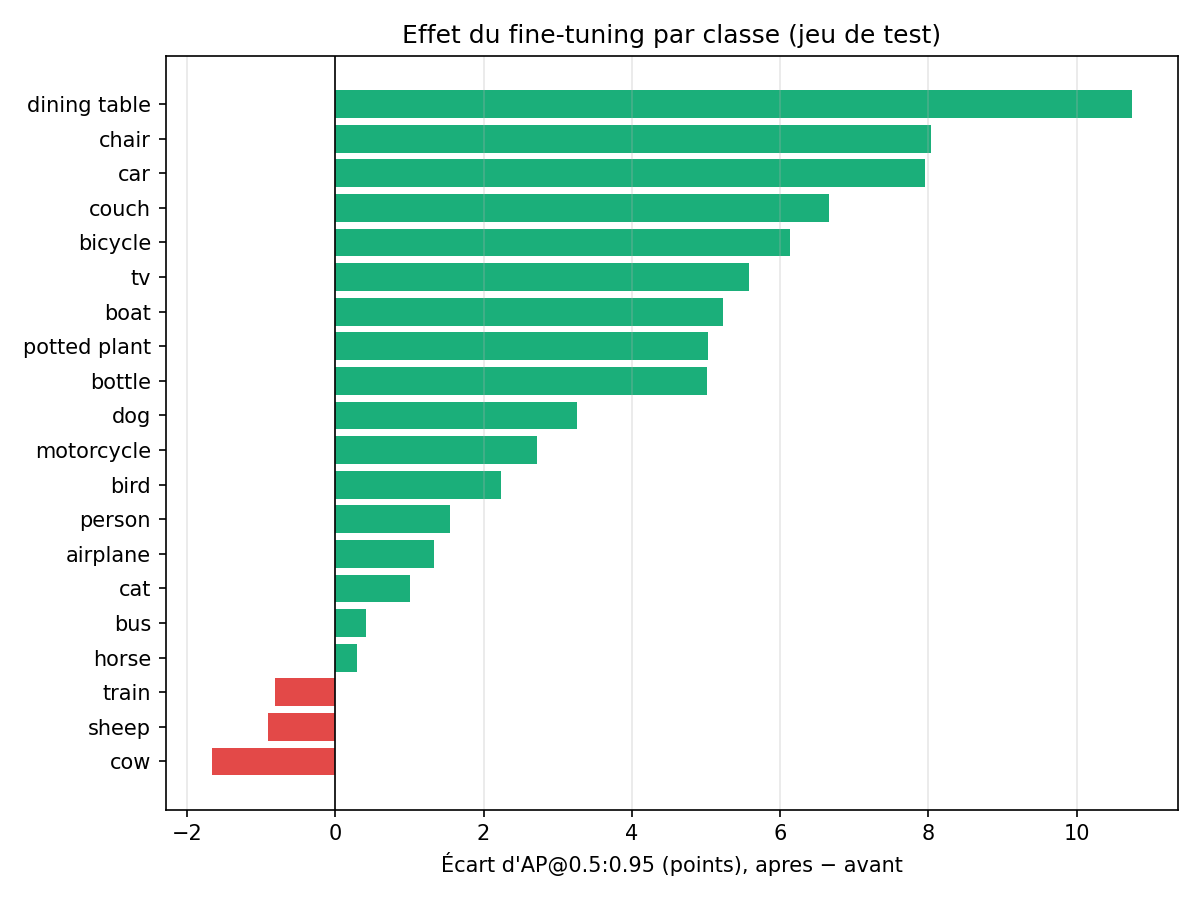 Effet du fine-tuning par classe (jeu de test)
dining table
chair
car
couch
bicycle
tv
boat
potted plant
bottle
dog
motorcycle
bird
person
airplane
cat
bus
horse
train
sheep
cow
−2 0 2 4 6 8 10
Écart d'AP@0.5:0.95 (points), apres − avant